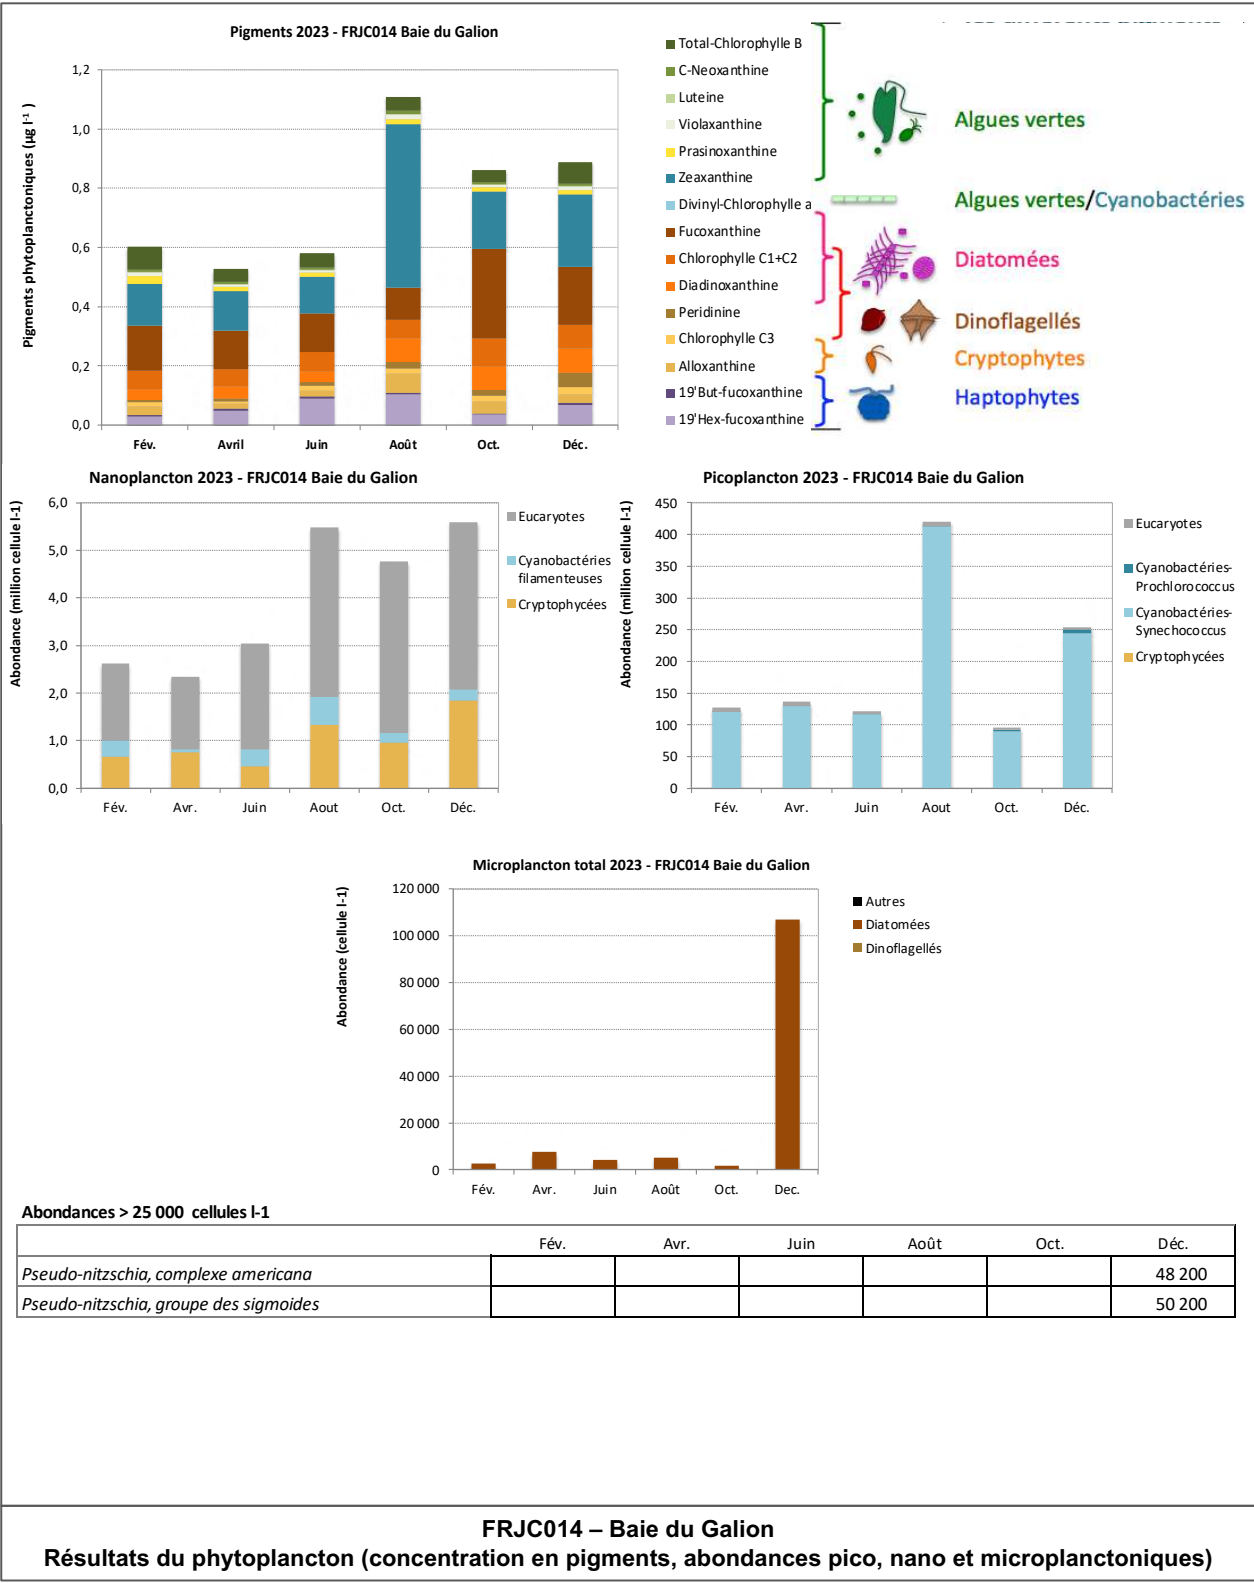 Pigments 2023 - FRJC014 Baie du Galion
Pigments phytoplanctoniques (µg l-1 )
1,2
1,0
0,8
0,6
0,4
0,2
0,0
Fév.
Avril
Juin
Août
Oct.
Déc.
Total-Chlorophylle B
C-Neoxanthine
Luteine
Violaxanthine
Prasinoxanthine
Zeaxanthine
Divinyl-Chlorophylle a
Fucoxanthine
Chlorophylle C1+C2
Diadinoxanthine
Peridinine
Chlorophylle C3
Alloxanthine
19'But-fucoxanthine
19'Hex-fucoxanthine
Algues vertes
Algues vertes/Cyanobactéries
Diatomées
Dinoflagellés
Cryptophytes
Haptophytes
Nanoplancton 2023 - FRJC014 Baie du Galion
Abondance (million cellule l-1)
6,0
5,0
4,0
3,0
2,0
1,0
0,0
Fév.
Avr.
Juin
Aout
Oct.
Déc.
Eucaryotes
Cyanobactéries
filamenteuses
Cryptophycées
Picoplancton 2023 - FRJC014 Baie du Galion
Abondance (million cellule l-1)
450
400
350
300
250
200
150
100
50
0
Fév.
Avr.
Juin
Aout
Oct.
Déc.
Eucaryotes
Cyanobactéries-
Prochlorococcus
Cyanobactéries-
Synechococcus
Cryptophycées
Microplancton total 2023 - FRJC014 Baie du Galion
Abondance (cellule l-1)
120 000
100 000
80 000
60 000
40 000
20 000
0
Fév.
Avr.
Juin
Août
Oct.
Dec.
Autres
Diatomées
Dinoflagellés
Abondances > 25 000 cellules l-1
Fév. Avr. Juin Août Oct. Déc.
Pseudo-nitzschia, complexe americana 48 200
Pseudo-nitzschia, groupe des sigmoides 50 200
FRJC014 – Baie du Galion
Résultats du phytoplancton (concentration en pigments, abondances pico, nano et microplanctoniques)